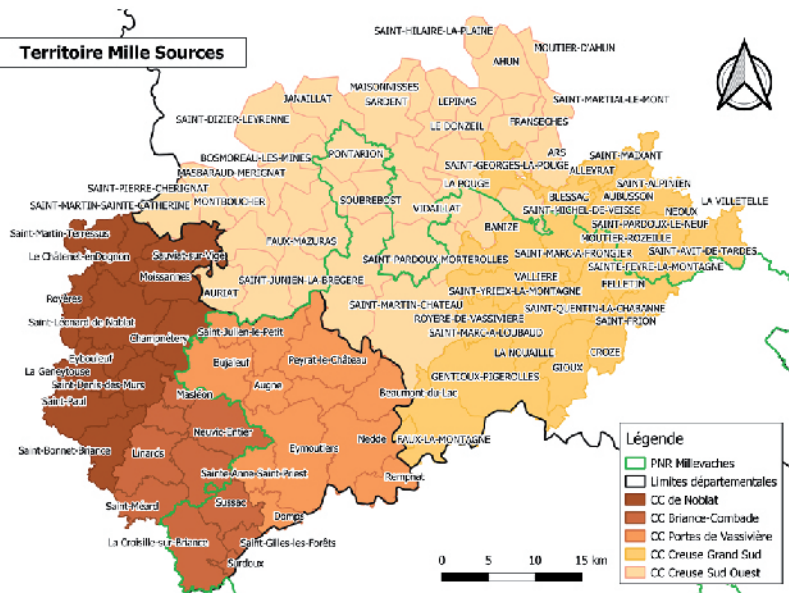 Territoire Mille Sources
SAINT-HILAIRE-LA-PLAINE
MOUTIER-D'AHUN
AHUN
MAISONNISSES
JANAILLAT
SARDENT
LEPINAS
SAINT-MARTIAL-LE-MONT
SAINT-DIZIER-LEYRENNE
LE DONZEIL
FRANSECHES
BOSMOREAU-LES-MINES
PONTARION
ARS
SAINT-MAIXANT
MASBARAUD-MERIGNAT
SAINT-GEORGES-LA-POUGE
ALLEYRAT
SAINT-PIERRE-CHERIGNAT
LA POUGE
SAINT-ALPINIEN
MONTBOUCHER
SOUBREBOST
BLESSAC
AUBUSSON
LA VILLETELLE
SAINT-MARTIN-SAINTE-CATHERINE
VIDAILLAT
SAINT-MICHEL-DE-VEISSE
NEOUX
SAINT-PARDOUX-LE-NEUF
Saint-Martin-Terressus
BANIZE
MOUTIER-ROZEILLE
FAUX-MAZURAS
Le Châtenet-enDognon
Sauviat-sur-Vige
SAINT-PARDOUX-MORTEROLLES
SAINT-MARC-A-FRONGIER
SAINT-AVIT-DE-TARDES
SAINTE-FEYRE-LA-MONTAGNE
Moissannes
SAINT-JUNIEN-LA-BREGERE
VALLIERE
FELLETIN
AURIAT
SAINT-YRIEIX-LA-MONTAGNE
Royères
SAINT-MARTIN-CHATEAU
SAINT-QUENTIN-LA-CHABANNE
ROYERE-DE-VASSIVIERE
Saint-Léonard de Noblat
SAINT-FRION
Saint-Julien-le-Petit
SAINT-MARC-A-LOUBAUD
Champnétery
Eybouleuf
Bujaleuf
Peyrat-le-Château
LA NOUAILLE
CROZE
La Geneytouse
GIOUX
Saint-Denis-des-Murs
Augne
GENTIOUX-PIGEROLLES
Masléon
Beaumont-du-Lac
Saint-Paul
Neuvic-Entier
Nedde
FAUX-LA-MONTAGNE
Légende
Saint-Bonnet-Briance
Linards
Eymoutiers
PNR Millevaches
Sainte-Anne-Saint-Priest
Rempnat
Limites départementales
Saint-Méard
Sussac
CC de Noblat
Domps
CC Briance-Combade
La Croisille-sur-Briance
Saint-Gilles-les-Forêts
CC Portes de Vassivière
Surdoux
CC Creuse Grand Sud
CC Creuse Sud Ouest
0 5 10 15 km